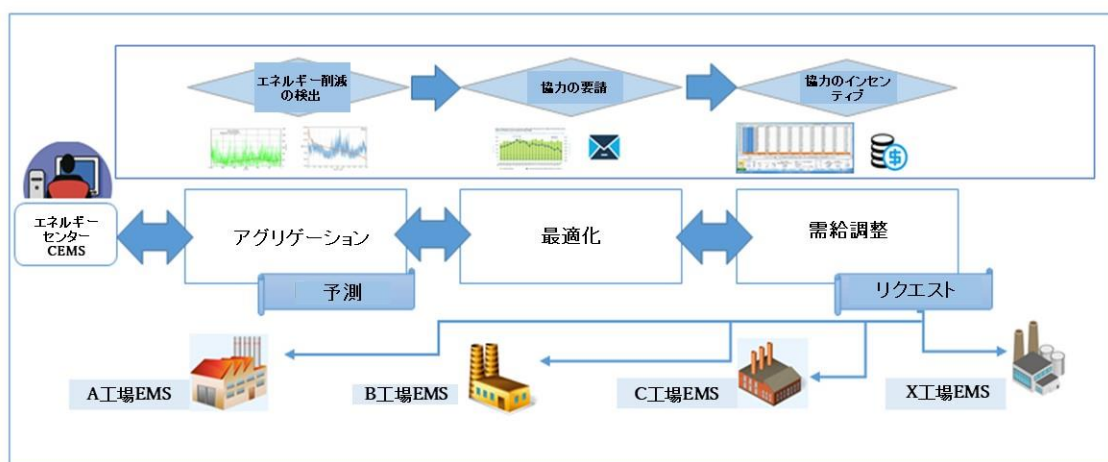 エネルギー削減
の検出
協力の要請
協力のインセン
ティブ
エネルギー
センター
CEMS
アグリゲーション
最適化
需給調整
予測
リクエスト
A工場EMS
B工場EMS
C工場EMS
X工場EMS